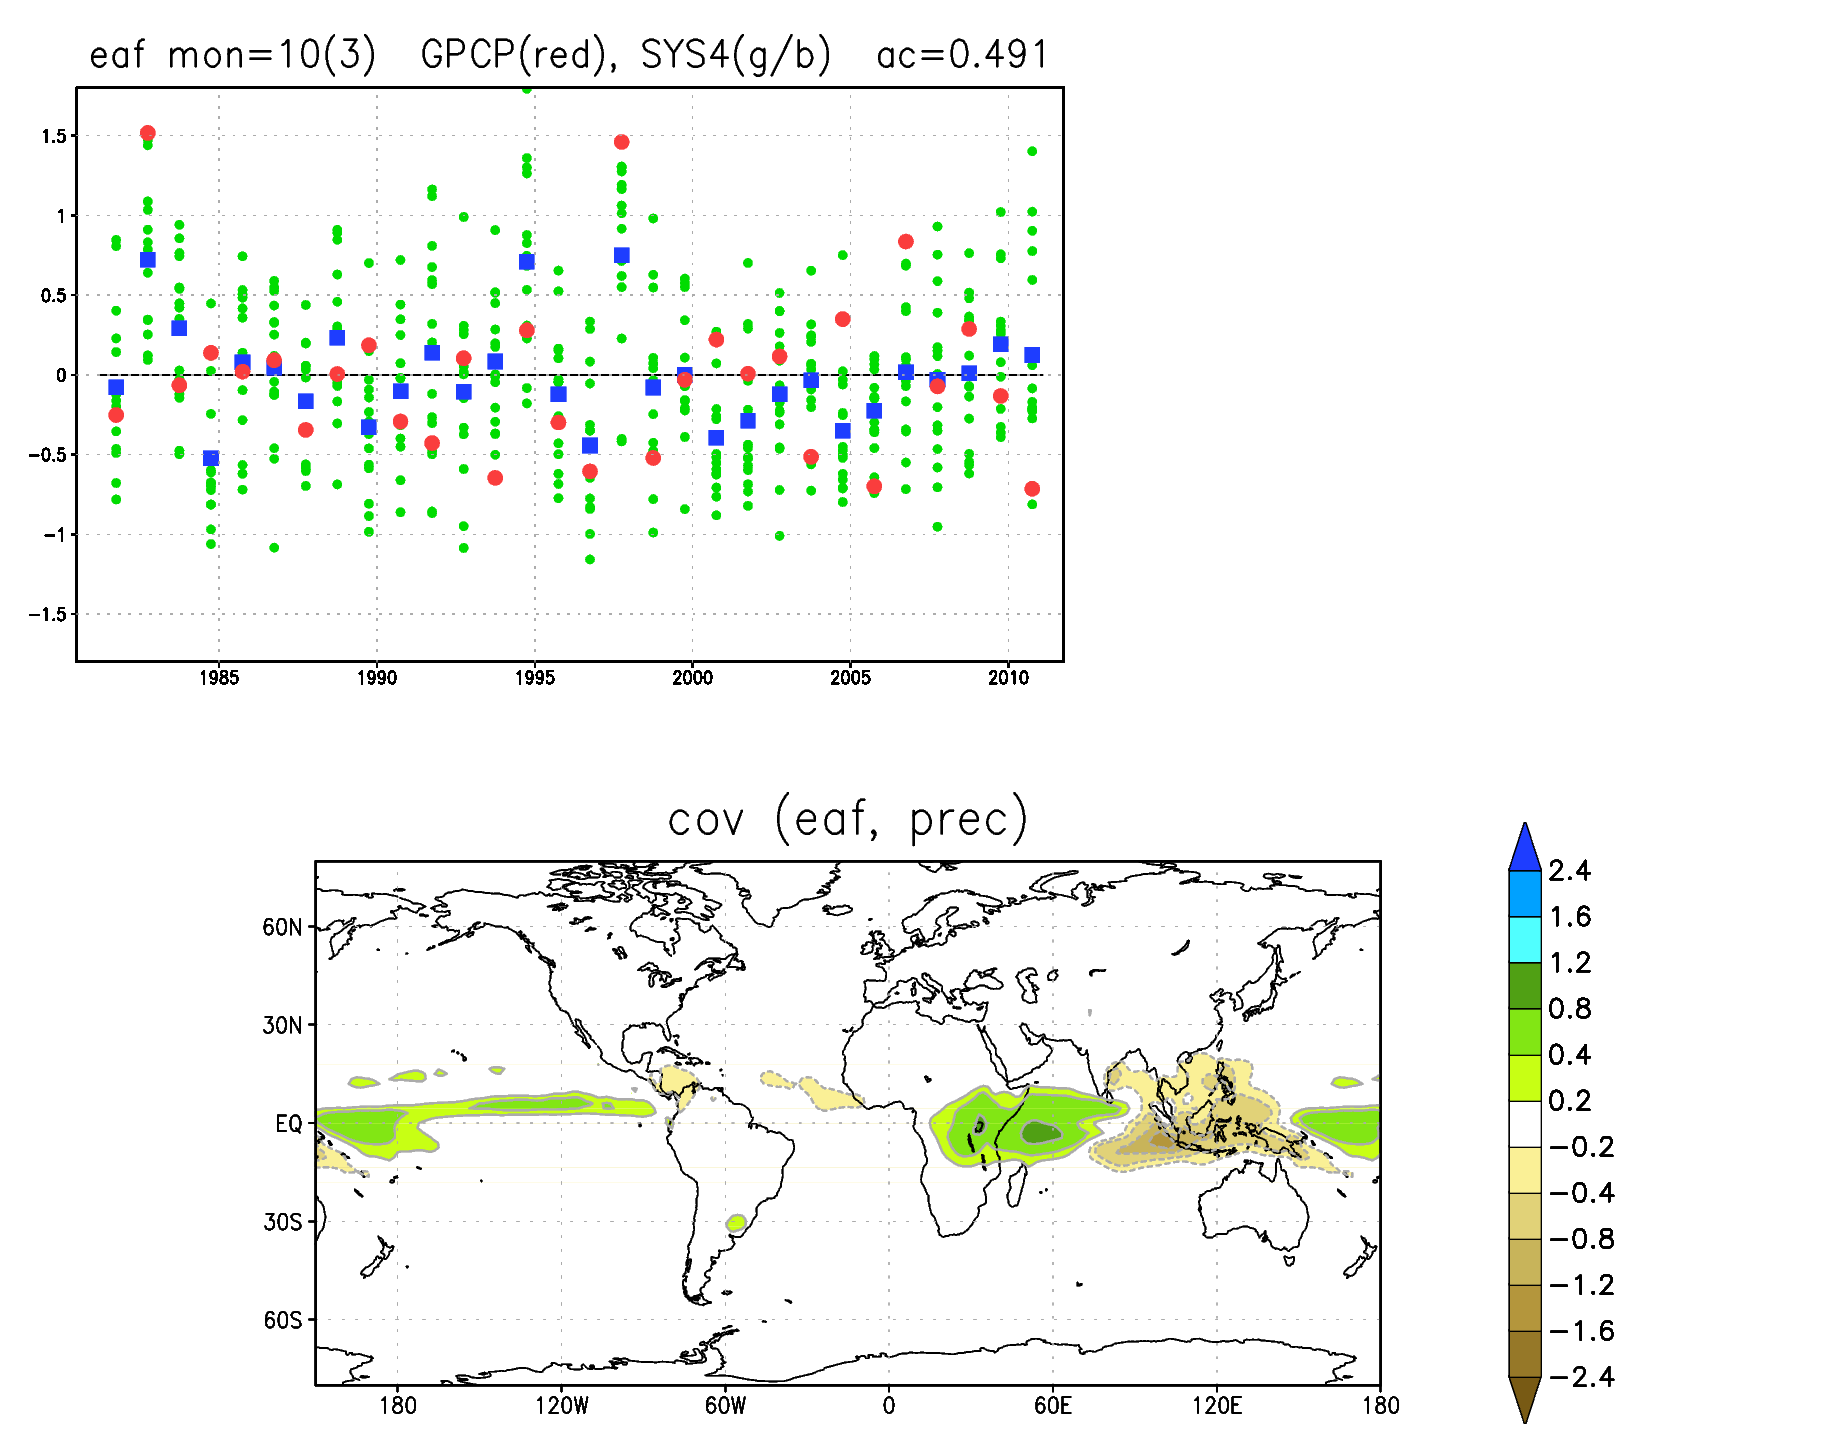 eaf mon=10(3) GPCP(red), SYS4(g/b) ac=0.491
1.5
1
0.5
0
-0.5
-1
-1.5
1985 1990 1995 2000 2005 2010
cov (eaf, prec)
60N
30N
EQ
30S
60S
180 120W 60W 0 60E 120E 180
2.4
1.6
1.2
0.8
0.4
0.2
-0.2
-0.4
-0.8
-1.2
-1.6
-2.4